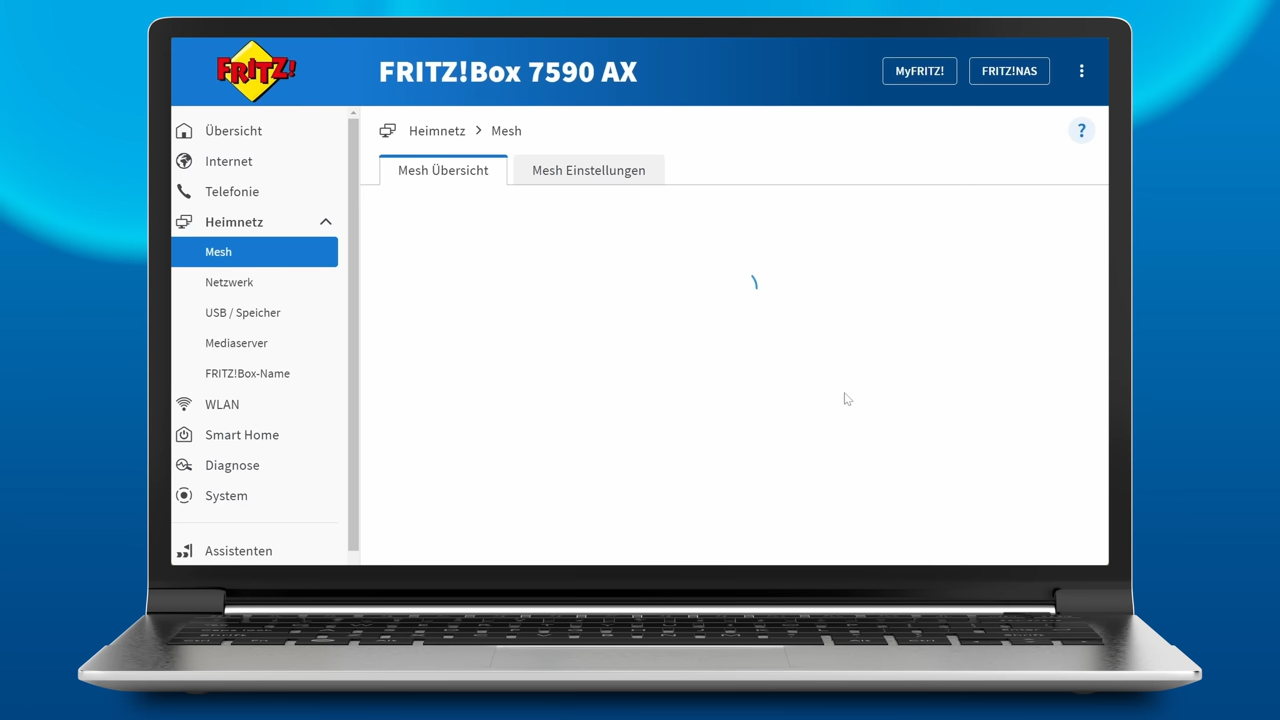 FRITZ!
FRITZ!Box 7590 AX
MyFRITZ!
FRITZ!NAS
Übersicht
Internet
Telefonie
Heimnetz
Mesh
Netzwerk
USB / Speicher
Mediaserver
FRITZ!Box-Name
WLAN
Smart Home
Diagnose
System
Assistenten
Heimnetz > Mesh
?
Mesh Übersicht
Mesh Einstellungen